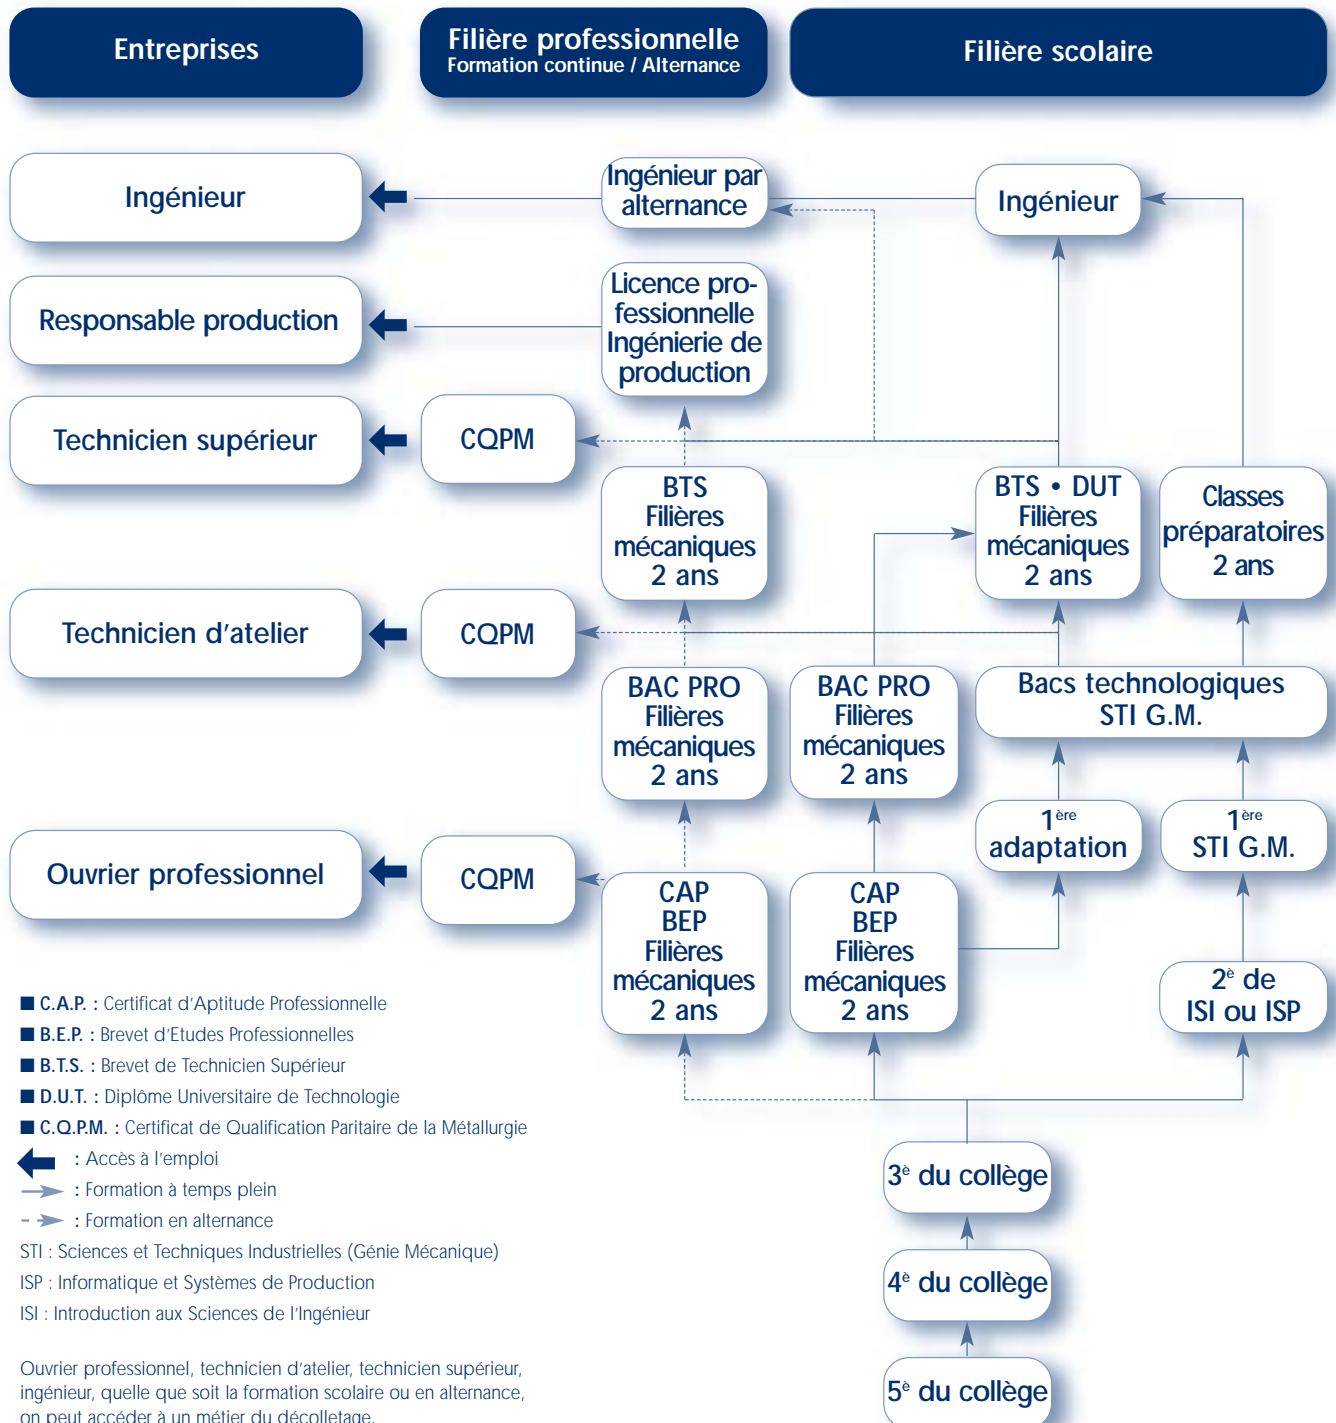 Entreprises
Filière professionnelle
Formation continue / Alternance
Filière scolaire
Ingénieur
Ingénieur par
alternance
Ingénieur
Responsable production
Licence pro-
fessionnelle
Ingénierie de
production
Technicien supérieur
CQPM
BTS
Filières
mécaniques
2 ans
BTS • DUT
Filières
mécaniques
2 ans
Classes
préparatoires
2 ans
Technicien d'atelier
CQPM
BAC PRO
Filières
mécaniques
2 ans
BAC PRO
Filières
mécaniques
2 ans
Bacs technologiques
STI G.M.
1ère
adaptation
1ère
STI G.M.
Ouvrier professionnel
CQPM
CAP
BEP
Filières
mécaniques
2 ans
CAP
BEP
Filières
mécaniques
2 ans
2è de
ISI ou ISP
■ C.A.P. : Certificat d'Aptitude Professionnelle
■ B.E.P. : Brevet d'Etudes Professionnelles
■ B.T.S. : Brevet de Technicien Supérieur
■ D.U.T. : Diplôme Universitaire de Technologie
■ C.Q.P.M. : Certificat de Qualification Paritaire de la Métallurgie
: Accès à l'emploi
: Formation à temps plein
: Formation en alternance
STI : Sciences et Techniques Industrielles (Génie Mécanique)
ISP : Informatique et Systèmes de Production
ISI : Introduction aux Sciences de l'Ingénieur
3è du collège
4è du collège
5è du collège
Ouvrier professionnel, technicien d'atelier, technicien supérieur,
ingénieur, quelle que soit la formation scolaire ou en alternance,
on peut accéder à un métier du décolletage.